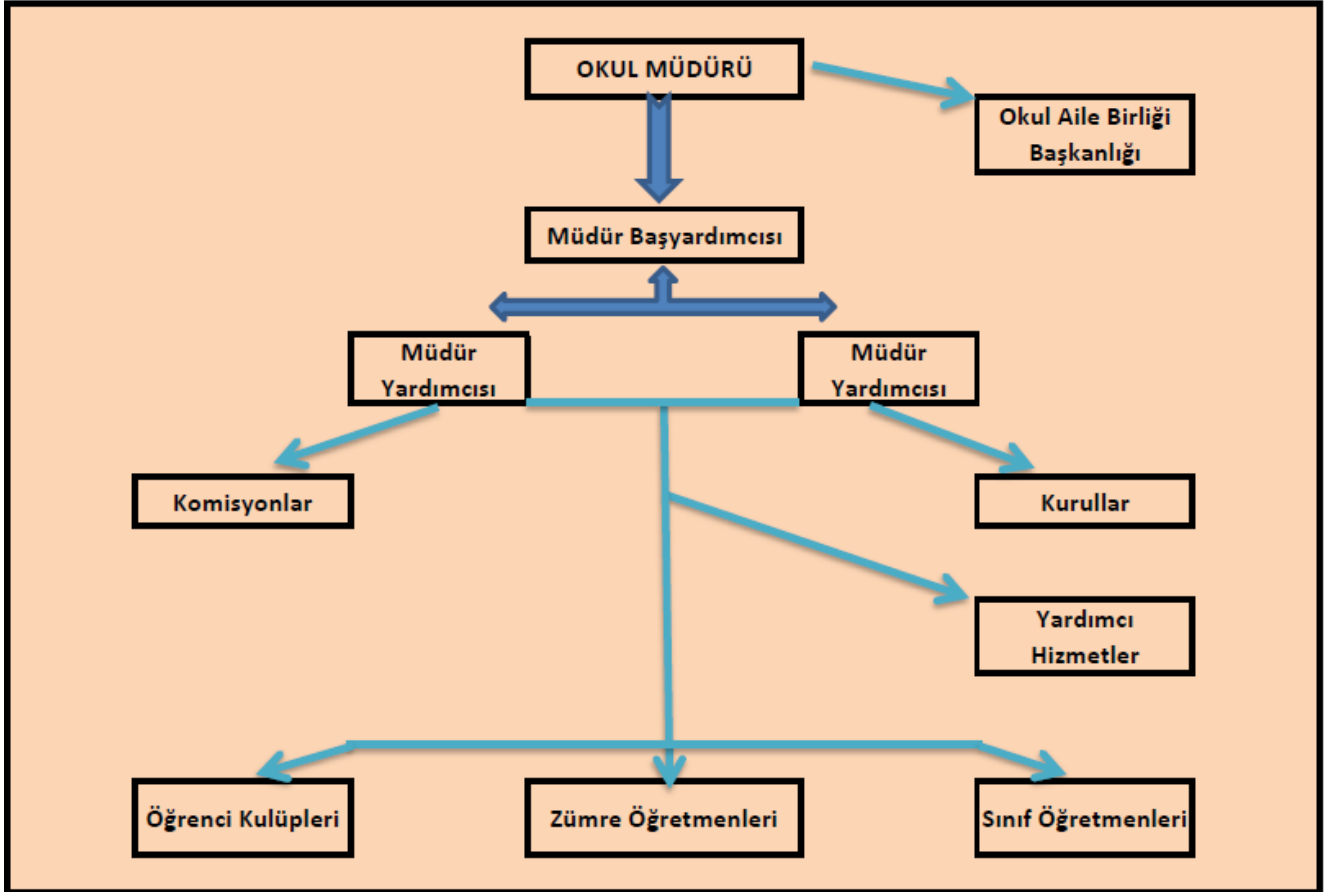 OKUL MÜDÜRÜ
Okul Aile Birliği
Başkanlığı
Müdür Başyardımcısı
Müdür
Yardımcısı
Müdür
Yardımcısı
Komisyonlar
Kurullar
Yardımcı
Hizmetler
Öğrenci Kulüpleri
Zümre Öğretmenleri
Sınıf Öğretmenleri